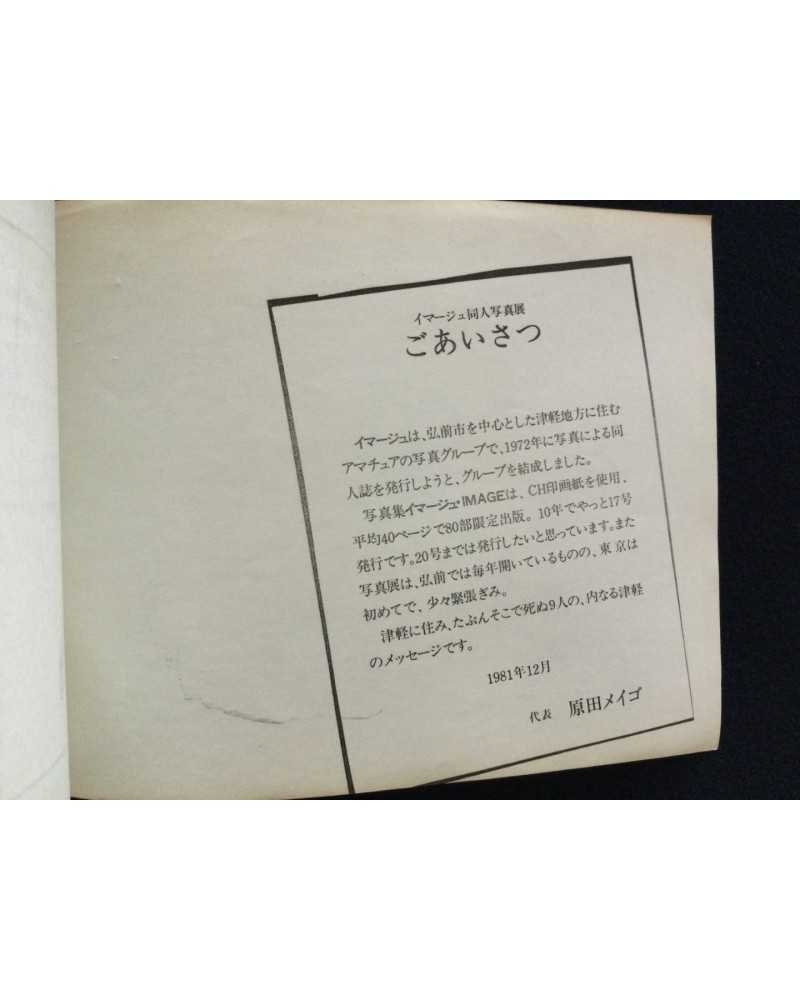 イマージュ同人写真展
ごあいさつ
イマージュは、弘前市を中心とした津軽地方に住む
アマチュアの写真グループで、1972年に写真による同
人誌を発行しようと、グループを結成しました。
写真集イマージュ・IMAGEは、CH印画紙を使用、
平均40ページで80部限定出版。10年でやっと17号
発行です。20号までは発行したいと思っています。また
写真展は、弘前では毎年開いているものの、東京は
初めてで、少々緊張ぎみ。
津軽に住み、たぶんそこで死ぬ9人の、内なる津軽
のメッセージです。
1981年12月
代表 原田メイゴ